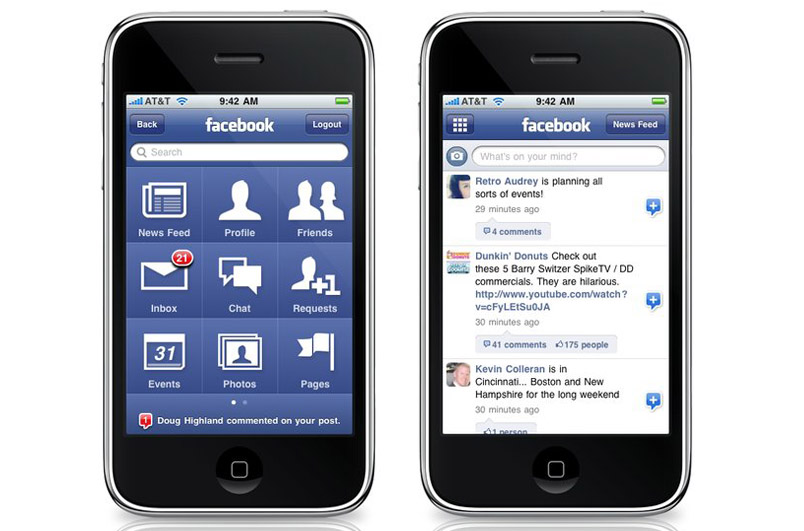 AT&T 9:42 AM
Back facebook Logout
Search
News Feed Profile Friends
21
Inbox Chat Requests
+1
31
Events Photos Pages
1 Doug Highland commented on your post.
AT&T 9:42 AM
facebook News Feed
What's on your mind?
Retro Audrey is planning all
sorts of events!
29 minutes ago
4 comments
Dunkin' Donuts Check out
these 5 Barry Switzer SpikeTV / DD
commercials. They are hilarious.
http://www.youtube.com/watch?
v=cFyLEtSu0JA
30 minutes ago
41 comments 175 people
Kevin Colleran is in
Cincinnati... Boston and New
Hampshire for the long weekend
30 minutes ago
1 person